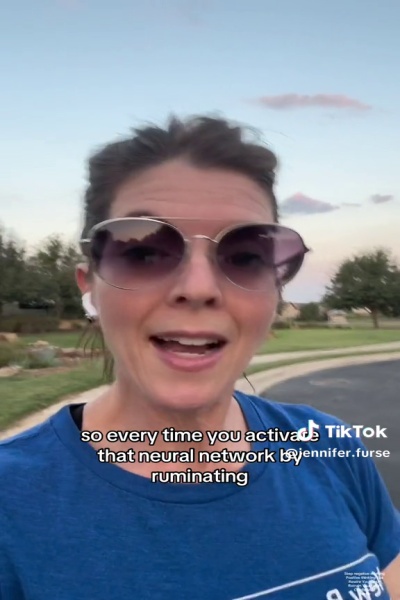 so every time you activate
that neural network by
ruminating
TikTok
@jennifer.furse